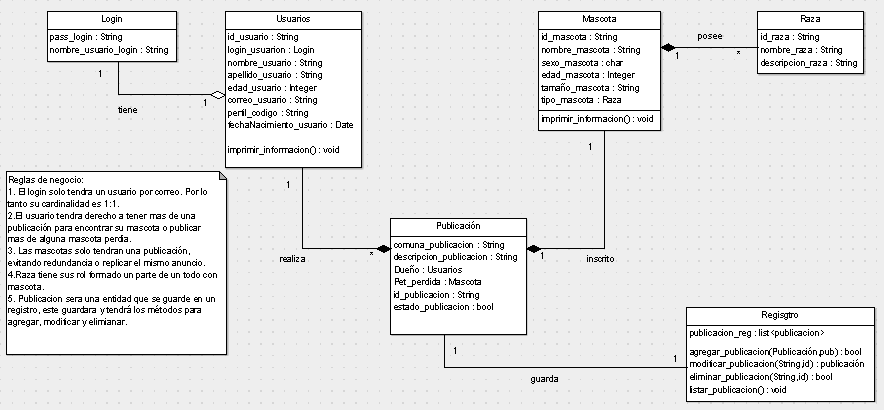 Login
pass_login : String
nombre_usuario_login : String
Usuarios
id_usuario : String
login_usuarion : Login
nombre_usuario : String
apellido_usuario : String
edad_usuario : Integer
correo_usuario : String
perfil_codigo : String
fechaNacimiento_usuario : Date
imprimir_informacion() : void
Mascota
id_mascota : String
nombre_mascota : String
sexo_mascota : char
edad_mascota : Integer
tamaño_mascota : String
tipo_mascota : Raza
imprimir_informacion() : void
Raza
id_raza : String
nombre_raza : String
descripcion_raza : String
posee
1
*
1
1
tiene
Reglas de negocio:
1. El login solo tendra un usuario por correo. Por lo
tanto su cardinalidad es 1:1.
2.El usuario tendra derecho a tener mas de una
publicación para encontrar su mascota o publicar
mas de alguna mascota perdia.
3. Las mascotas solo tendran una publicación,
evitando redundancia o replicar el mismo anuncio.
4.Raza tiene sus rol formado un parte de un todo con
mascota.
5. Publicacion sera una entidad que se guarde en un
registro, este guardara y tendrá los métodos para
agregar, modificar y elimianar.
1
realiza
*
1
1
inscrito
Publicación
comuna_publicacion : String
descripcion_publicacion : String
Dueño : Usuarios
Pet_perdida : Mascota
id_publicacion : String
estado_publicacion : bool
1
guarda
1
Regisgtro
publicacion_reg : list<publicacion>
agregar_publicacion(Publicación,pub) : bool
modificar_publicacion(String,id) : publicación
eliminar_publicacion(String,id) : bool
listar_publicacion() : void